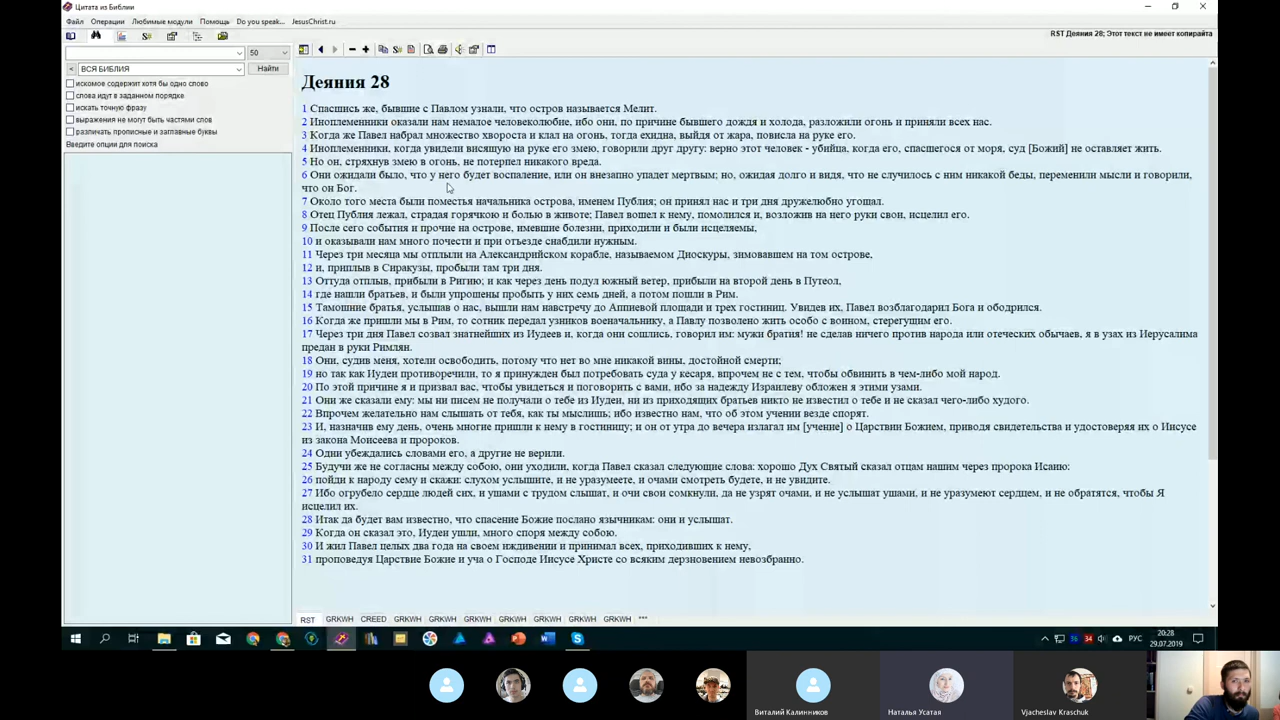 Цитата из Библии
Файл Операции Любимые модули Помощь Do you speak... JesusChrist.ru
RST Деяния 28; Этот текст не имеет копирайта
50
ВСЯ БИБЛИЯ
Найти
искомое содержит хотя бы одно слово
слова идут в заданном порядке
искать точную фразу
выражения не могут быть частями слов
различать прописные и заглавные буквы
Введите опции для поиска
Деяния 28
1 Спасшись же, бывшие с Павлом узнали, что остров называется Мелит.
2 Иноплеменники оказали нам немалое человеколюбие, ибо они, по причине бывшего дождя и холода, разложили огонь и приняли всех нас.
3 Когда же Павел набрал множество хвороста и клал на огонь, тогда ехидна, выйдя от жара, повисла на руке его.
4 Иноплеменники, когда увидели висящую на руке его змею, говорили друг другу: верно этот человек - убийца, когда его, спасшегося от моря, суд [Божий] не оставляет жить.
5 Но он, стряхнув змею в огонь, не потерпел никакого вреда.
6 Они ожидали было, что у него будет воспаление, или он внезапно упадет мертвым; но, ожидая долго и видя, что не случилось с ним никакой беды, переменили мысли и говорили,
что он Бог.
7 Около того места были поместья начальника острова, именем Публия; он принял нас и три дня дружелюбно угощал.
8 Отец Публия лежал, страдая горячкою и болью в животе; Павел вошел к нему, помолился и, возложив на него руки свои, исцелил его.
9 После сего события и прочие на острове, имевшие болезни, приходили и были исцеляемы,
10 и оказывали нам много почести и при отъезде снабдили нужным.
11 Через три месяца мы отплыли на Александрийском корабле, называемом Диоскуры, зимовавшем на том острове,
12 и, приплыв в Сиракузы, пробыли там три дня.
13 Оттуда отплыв, прибыли в Ригию; и как через день подул южный ветер, прибыли на второй день в Путеол,
14 где нашли братьев, и были упрошены пробыть у них семь дней, а потом пошли в Рим.
15 Тамошние братья, услышав о нас, вышли нам навстречу до Аппиевой площади и трех гостиниц. Увидев их, Павел возблагодарил Бога и ободрился.
16 Когда же пришли мы в Рим, то сотник передал узников военачальнику, а Павлу позволено жить особо с воином, стерегущим его.
17 Через три дня Павел созвал знатнейших из Иудеев и, когда они сошлись, говорил им: мужи братия! не сделав ничего против народа или отеческих обычаев, я в узах из Иерусалима
предан в руки Римлян.
18 Они, судив меня, хотели освободить, потому что нет во мне никакой вины, достойной смерти;
19 но так как Иудеи противоречили, то я принужден был потребовать суда у кесаря, впрочем не с тем, чтобы обвинить в чем-либо мой народ.
20 По этой причине я и призвал вас, чтобы увидеться и поговорить с вами, ибо за надежду Израилеву обложен я этими узами.
21 Они же сказали ему: мы ни писем не получали о тебе из Иудеи, ни из приходящих братьев никто не известил о тебе и не сказал чего-либо худого.
22 Впрочем желательно нам слышать от тебя, как ты мыслишь; ибо известно нам, что об этом учении везде спорят.
23 И, назначив ему день, очень многие пришли к нему в гостиницу; и он от утра до вечера излагал им [учение] о Царствии Божием, приводя свидетельства и удостоверяя их о Иисусе
из закона Моисеева и пророков.
24 Одни убеждались словами его, а другие не верили.
25 Будучи же не согласны между собою, они уходили, когда Павел сказал следующие слова: хорошо Дух Святый сказал отцам нашим через пророка Исаию:
26 пойди к народу сему и скажи: слухом услышите, и не уразумеете, и очами смотреть будете, и не увидите.
27 Ибо огрубело сердце людей сих, и ушами с трудом слышат, и очи свои сомкнули, да не узрят очами, и не услышат ушами, и не уразумеют сердцем, и не обратятся, чтобы Я
исцелил их.
28 Итак да будет вам известно, что спасение Божие послано язычникам: они и услышат.
29 Когда он сказал это, Иудеи ушли, много споря между собою.
30 И жил Павел целых два года на своем иждивении и принимал всех, приходивших к нему,
31 проповедуя Царствие Божие и уча о Господе Иисусе Христе со всяким дерзновением невозбранно.
RST GRKWH CREED GRKWH GRKWH GRKWH GRKWH GRKWH GRKWH ***
36 34 РУС 20:28
29.07.2019
Виталий Калинников Наталья Усатая Vjacheslav Kraschuk